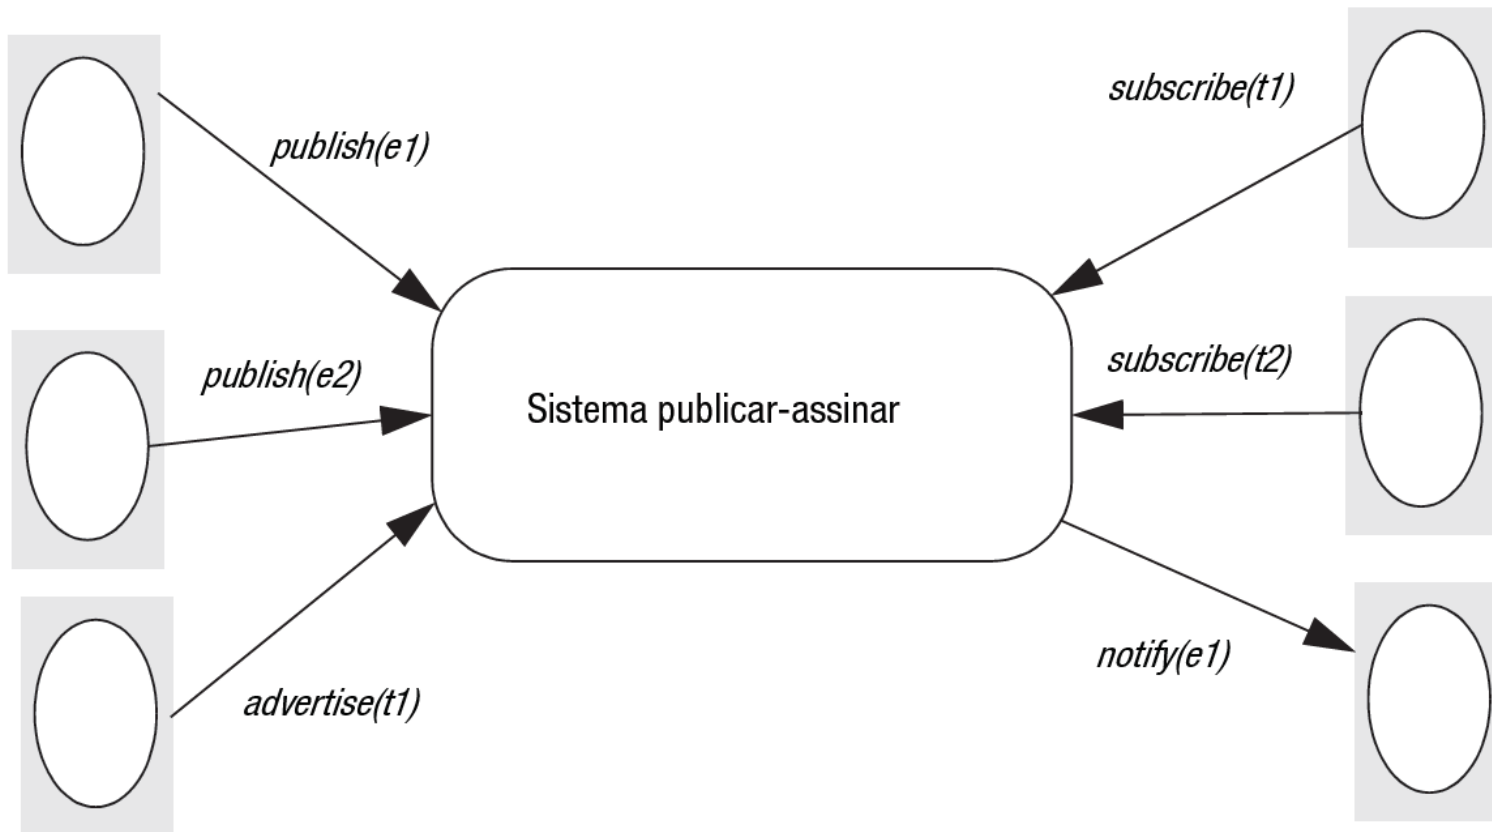 publish(e1)
subscribe(t1)
publish(e2)
subscribe(t2)
Sistema publicar-assinar
advertise(t1)
notify(e1)